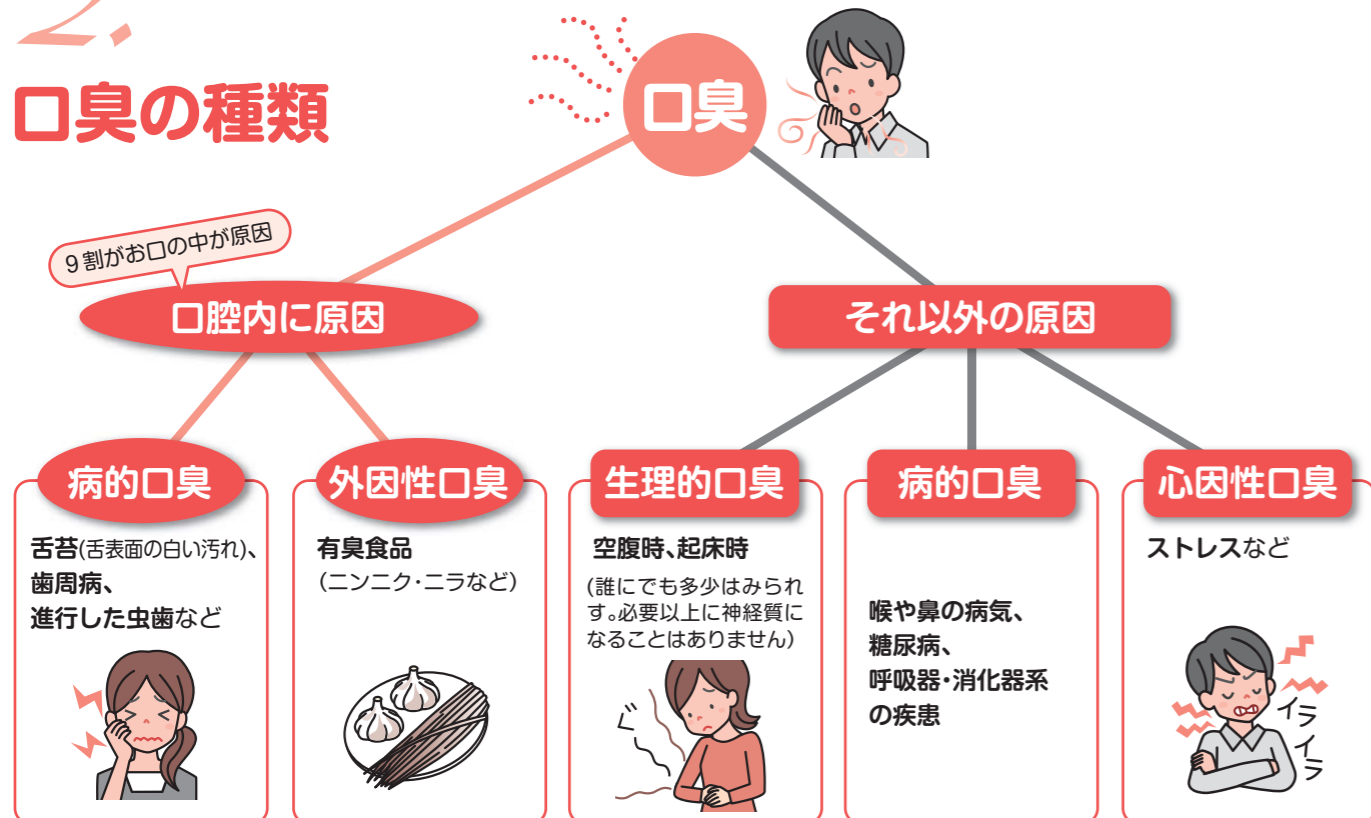 2.
口臭の種類
口臭
9割がお口の中が原因
口腔内に原因
それ以外の原因
病的口臭
舌苔(舌表面の白い汚れ)、
歯周病、
進行した虫歯など
外因性口臭
有臭食品
(ニンニク・ニラなど)
生理的口臭
空腹時、起床時
(誰にでも多少はみられ
す。必要以上に神経質に
なることはありません)
ぐ〜
病的口臭
喉や鼻の病気、
糖尿病、
呼吸器・消化器系
の疾患
心因性口臭
ストレスなど
イライラ